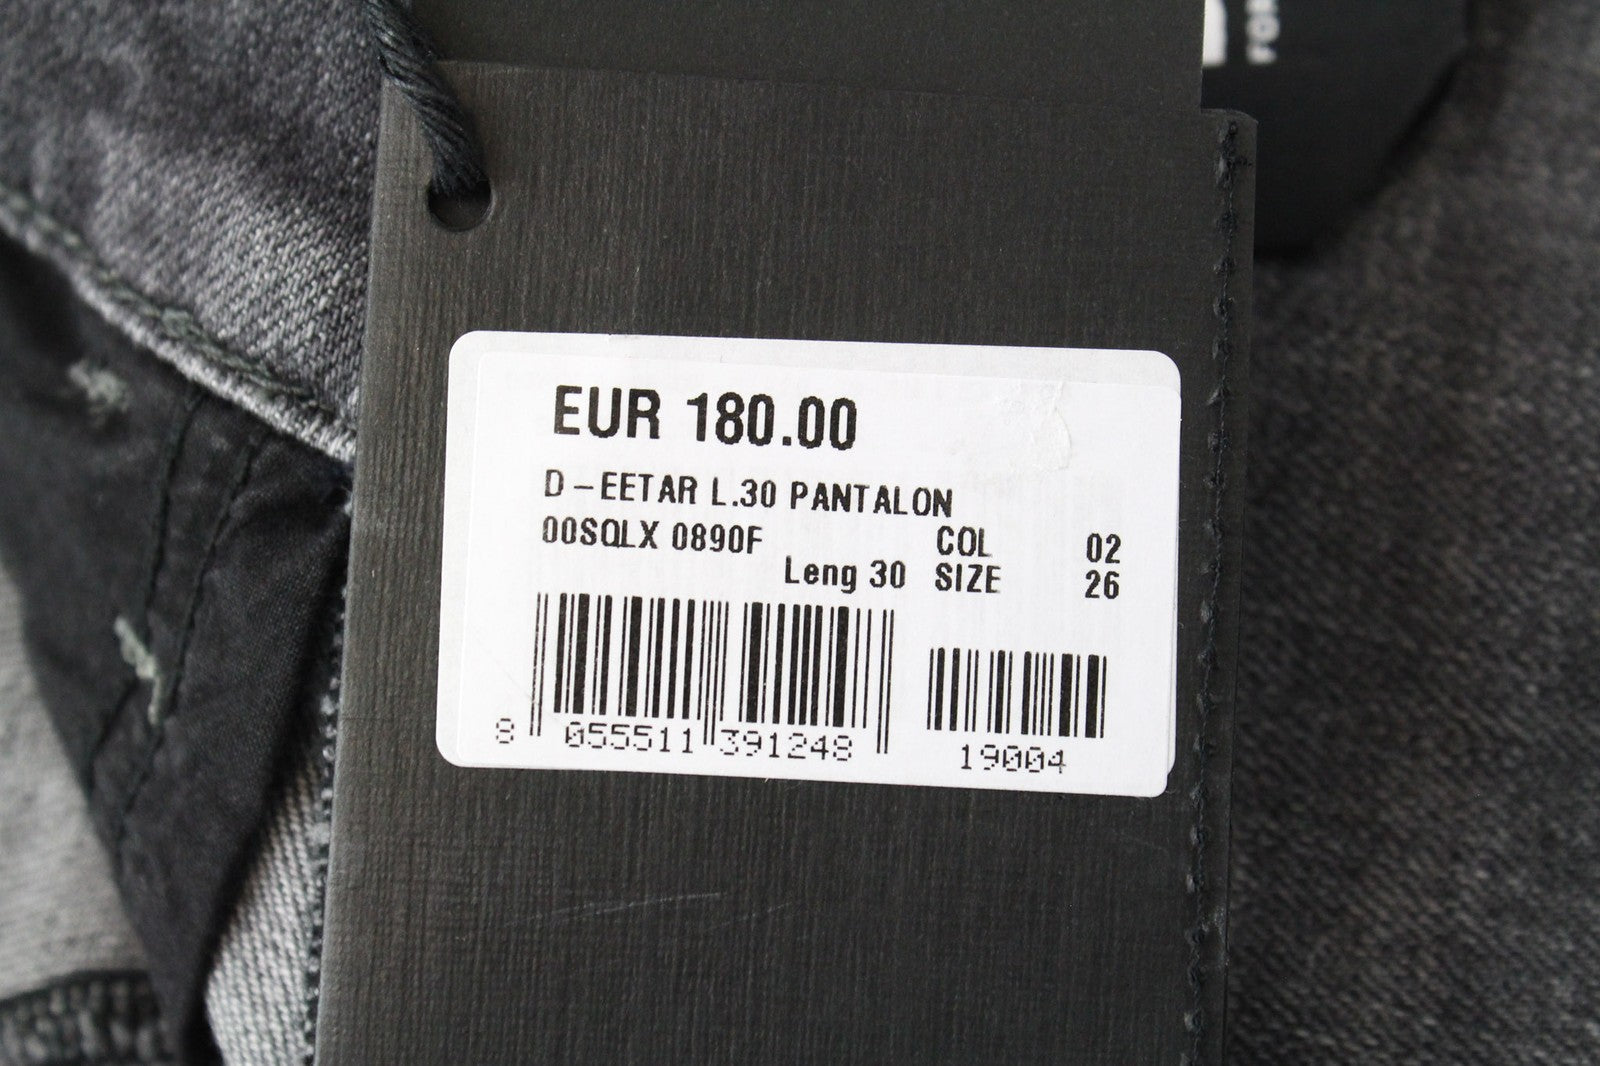 EUR 180.00
D-EETAR L.30 PANTALON
00SQLX 0890F COL 02
Leng 30 SIZE 26
8 055511 391248 19004